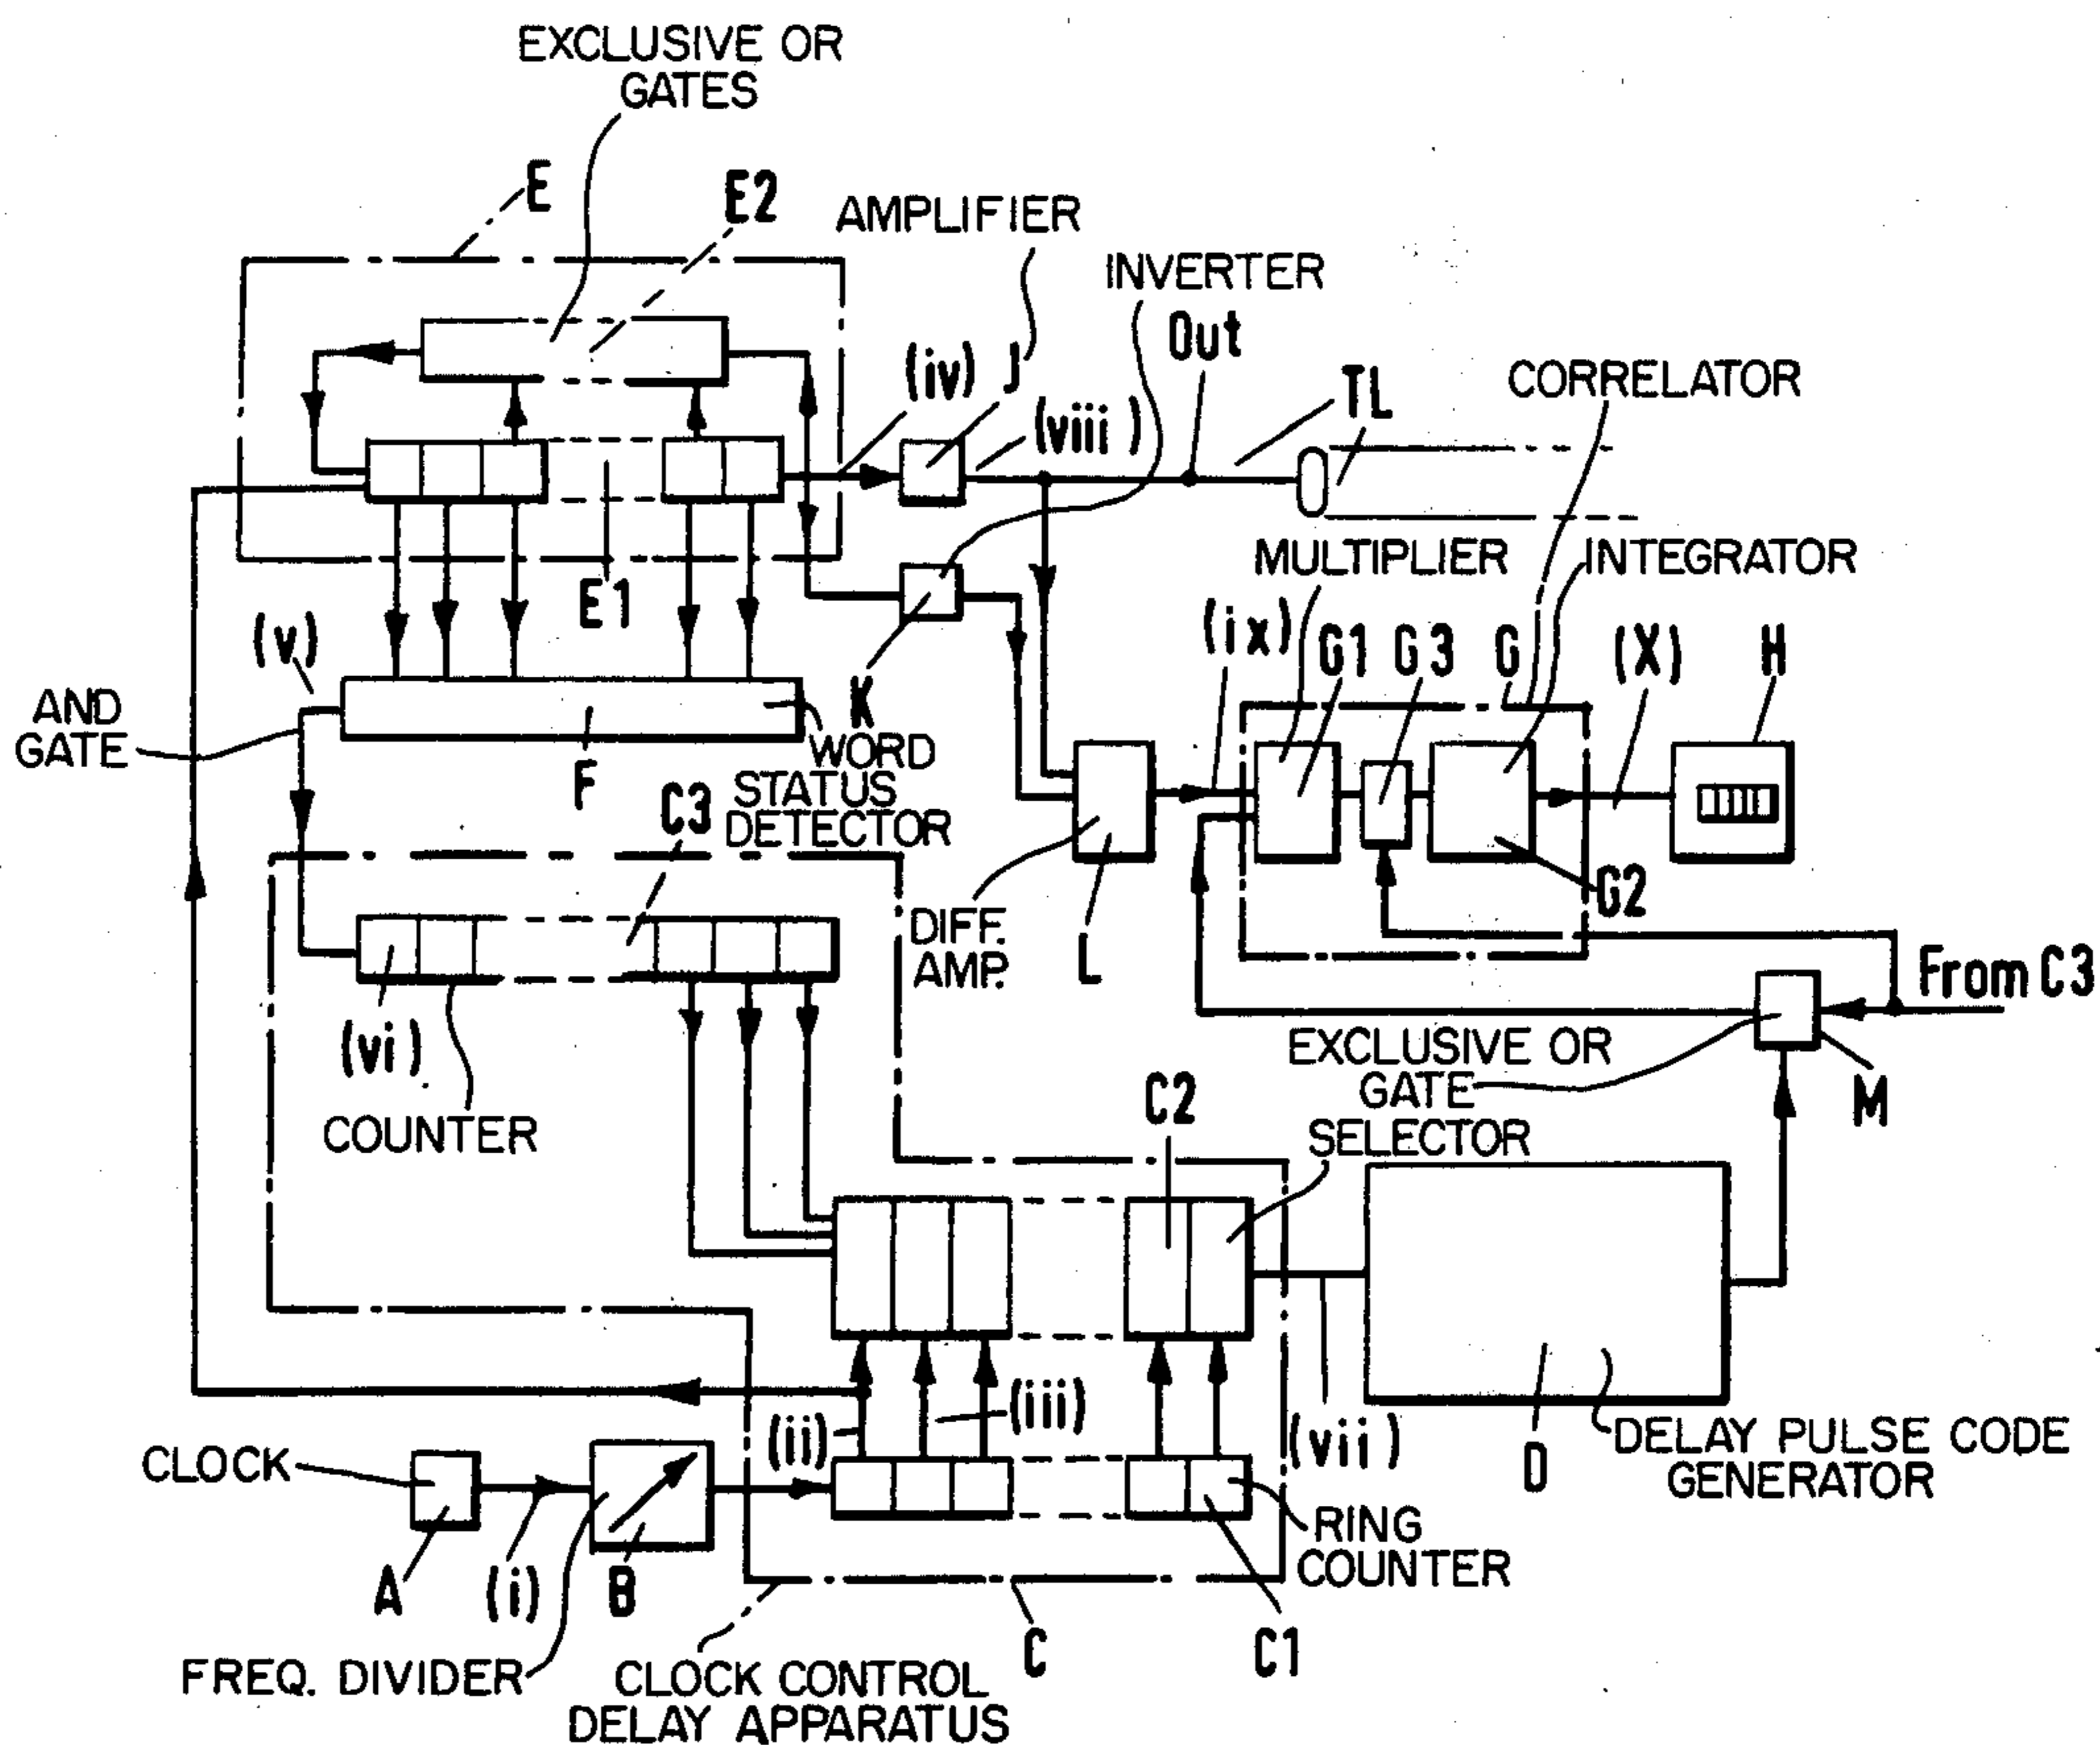 EXCLUSIVE OR
GATES
E
E2
AMPLIFIER
INVERTER
Out
(iv)
J
(viii)
TL
CORRELATOR
E1
MULTIPLIER
INTEGRATOR
(v)
(ix)
G1
G3
G
(X)
H
AND
GATE
K
F
WORD
STATUS
DETECTOR
C3
G2
DIFF.
AMP.
L
From C3
(vi)
COUNTER
EXCLUSIVE OR
GATE
M
C2
SELECTOR
(ii)
(iii)
(vii)
D
DELAY PULSE CODE
GENERATOR
CLOCK
A
(i)
B
RING
COUNTER
FREQ. DIVIDER
CLOCK CONTROL
DELAY APPARATUS
C
C1